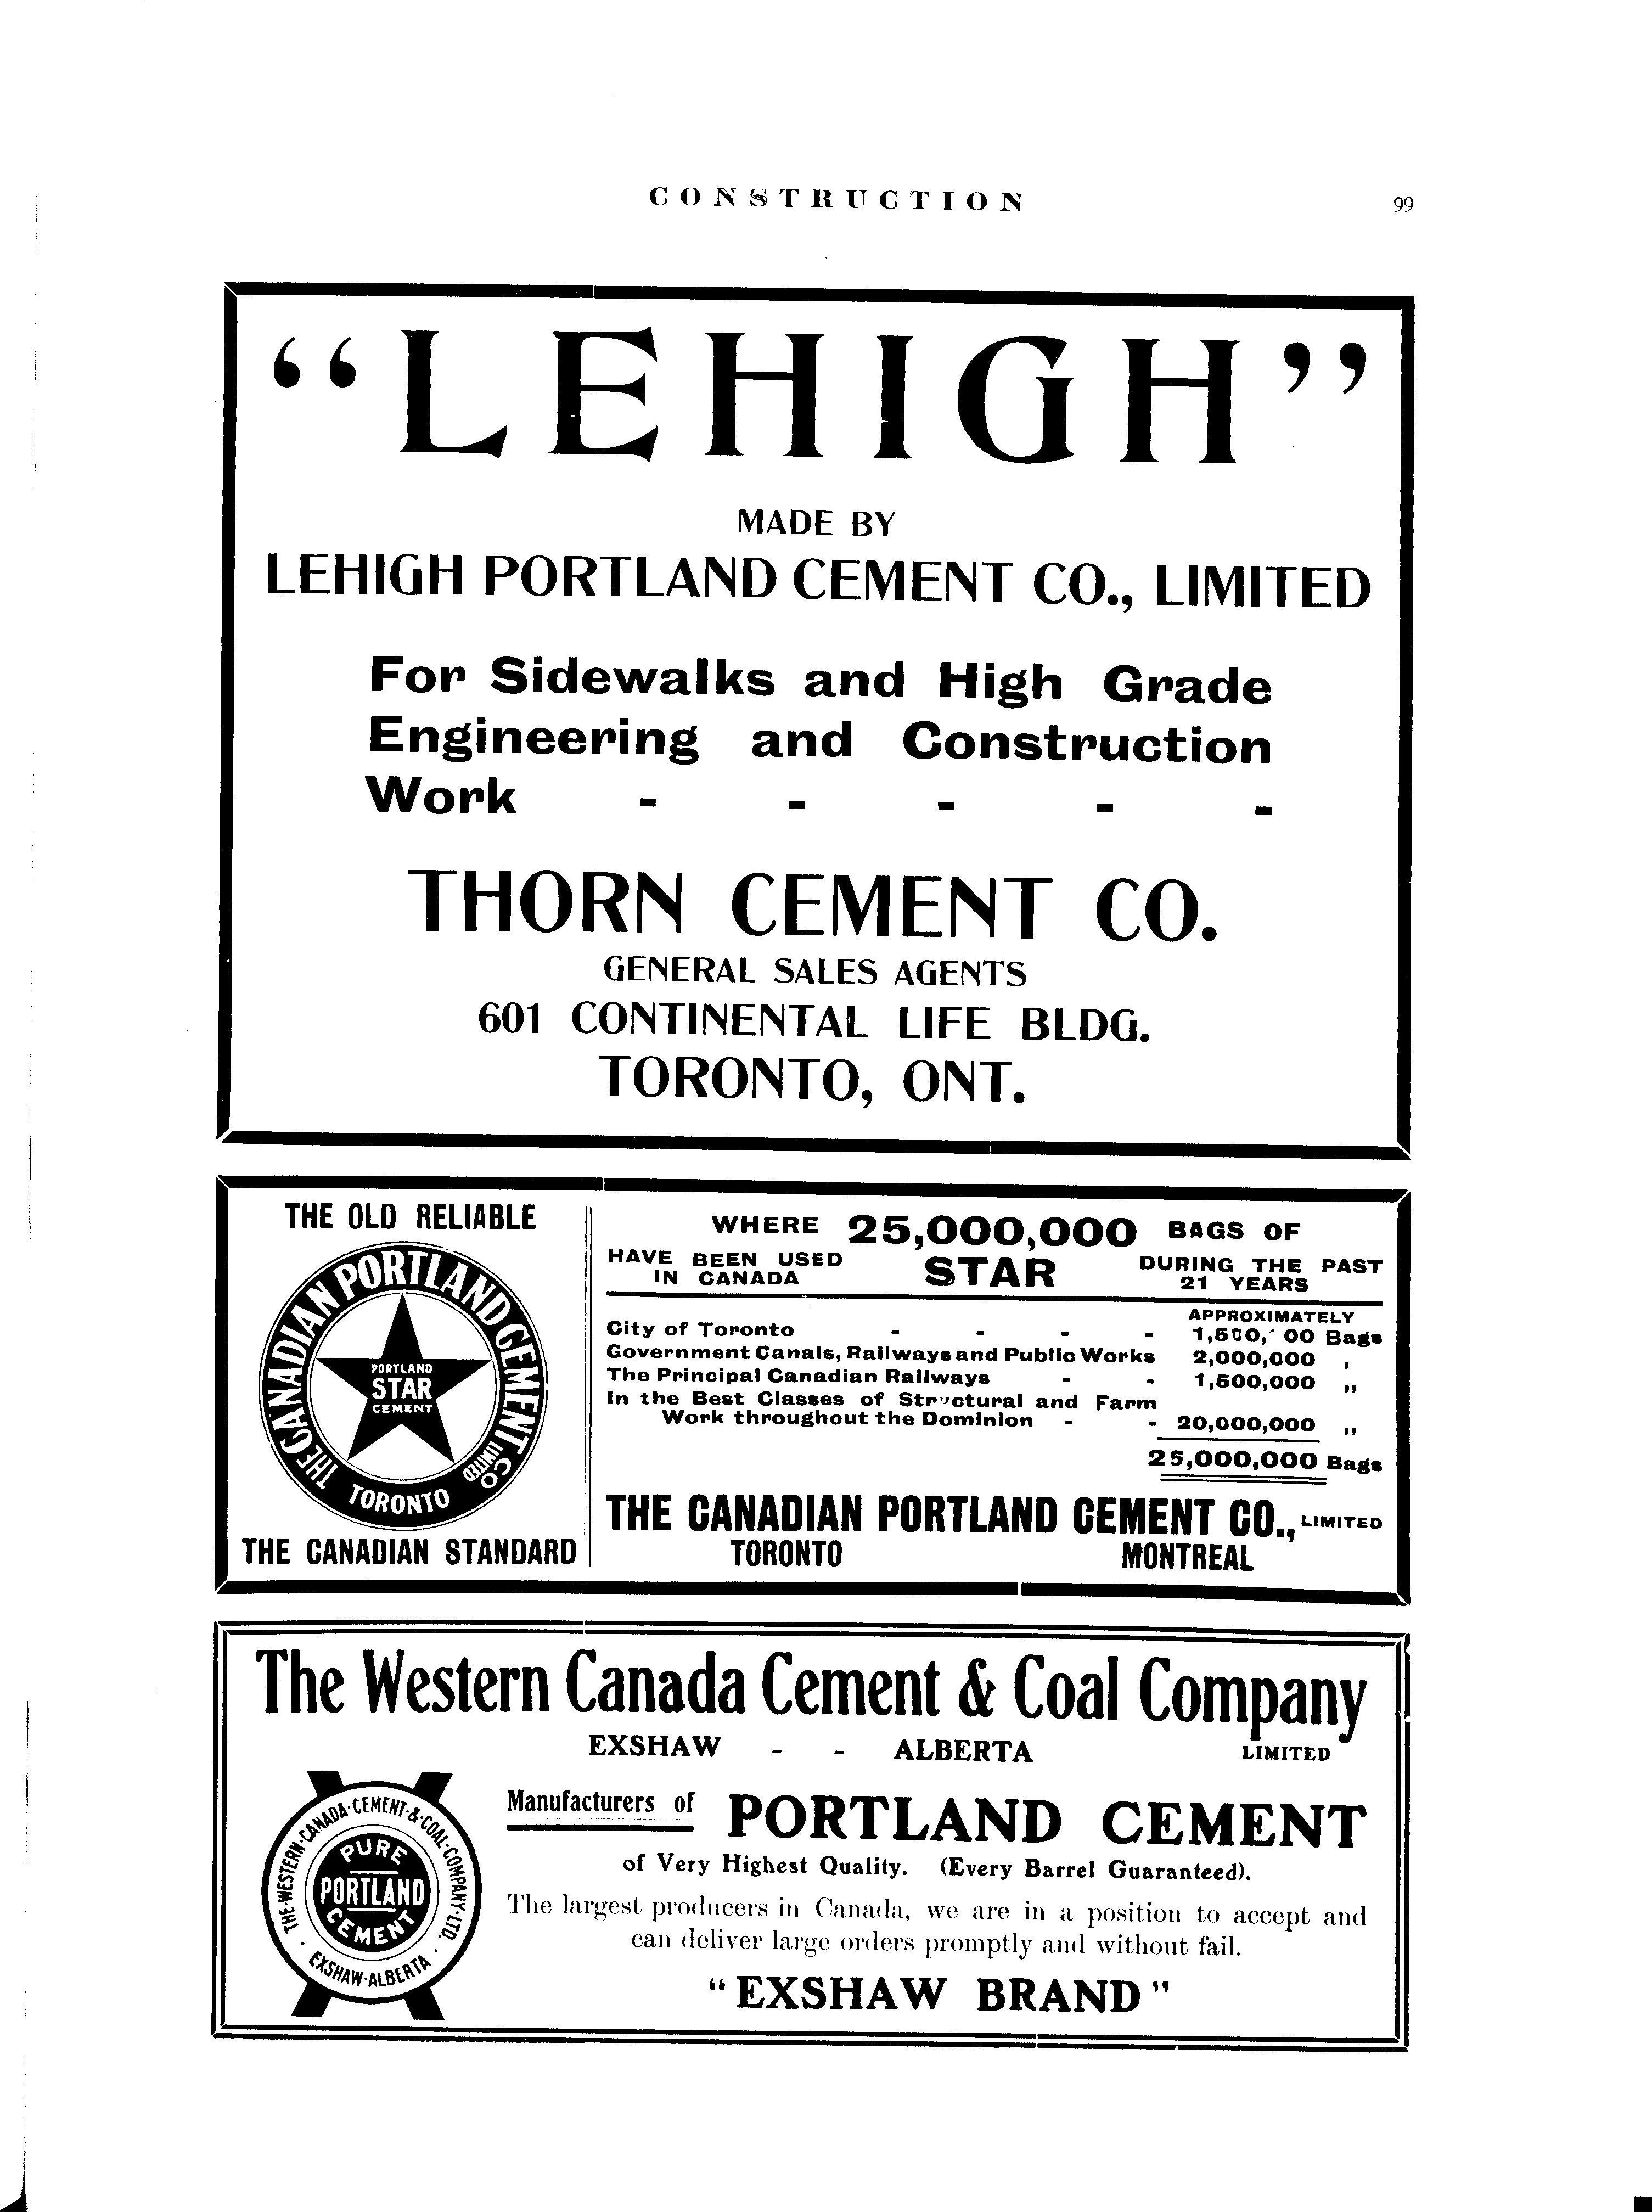 CONSTRUCTION 99
“LEHIGH”
MADE BY
LEHIGH PORTLAND CEMENT CO., LIMITED
For Sidewalks and High Grade
Engineering and Construction
Work - - - - -
THORN CEMENT CO.
GENERAL SALES AGENTS
601 CONTINENTAL LIFE BLDG.
TORONTO, ONT.
THE OLD RELIABLE
THE CANADIAN PORTLAND CEMENT CO LIMITED
TORONTO
PORTLAND
STAR
CEMENT
THE CANADIAN STANDARD
WHERE 25,000,000 BAGS OF
HAVE BEEN USED IN CANADA STAR DURING THE PAST 21 YEARS
APPROXIMATELY
City of Toronto - - - - Bags
Government Canals, Railways and Public Works 2,000,000 ,
The Principal Canadian Railways - - 1,500,000 ,,
In the Best Classes of Structural and Farm
Work throughout the Dominion - - 20,000,000 ,,
25,000,000 Bags
THE CANADIAN PORTLAND CEMENT CO., LIMITED
TORONTO MONTREAL
The Western Canada Cement & Coal Company
EXSHAW - - ALBERTA LIMITED
THE·WESTERN·CANADA·CEMENT·&·COAL·COMPANY·LTD.
PURE
PORTLAND
CEMENT
· EXSHAW·ALBERTA ·
Manufacturers of PORTLAND CEMENT
of Very Highest Quality. (Every Barrel Guaranteed).
The largest producers in Canada, we are in a position to accept and
can deliver large orders promptly and without fail.
“EXSHAW BRAND”